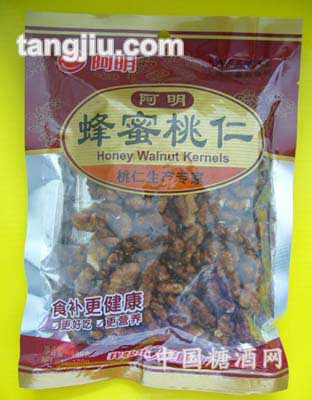 tangjiu.com
阿明
阿明
蜂蜜桃仁
Honey Walnut Kernels
桃仁生产专家
食补更健康
更好吃 更营养
中国糖酒网